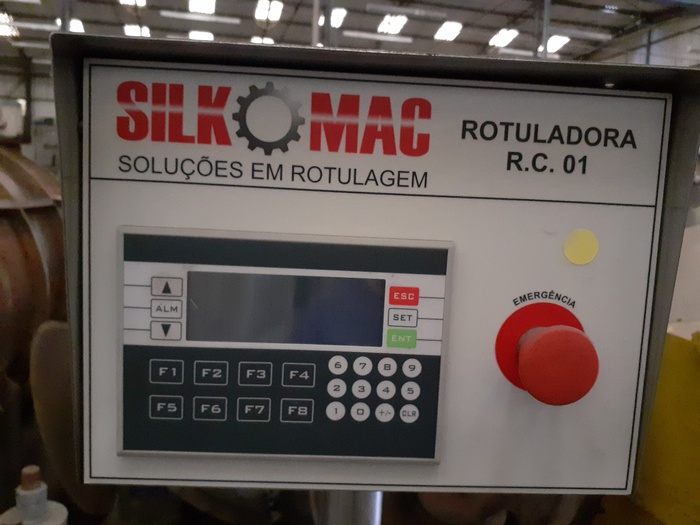 SILK MAC
SOLUÇÕES EM ROTULAGEM
ROTULADORA
R.C. 01
EMERGÊNCIA
ALM
ESC
SET
ENT
F1 F2 F3 F4
F5 F6 F7 F8
6 7 8 9
2 3 4 5
1 0 +/- CLR